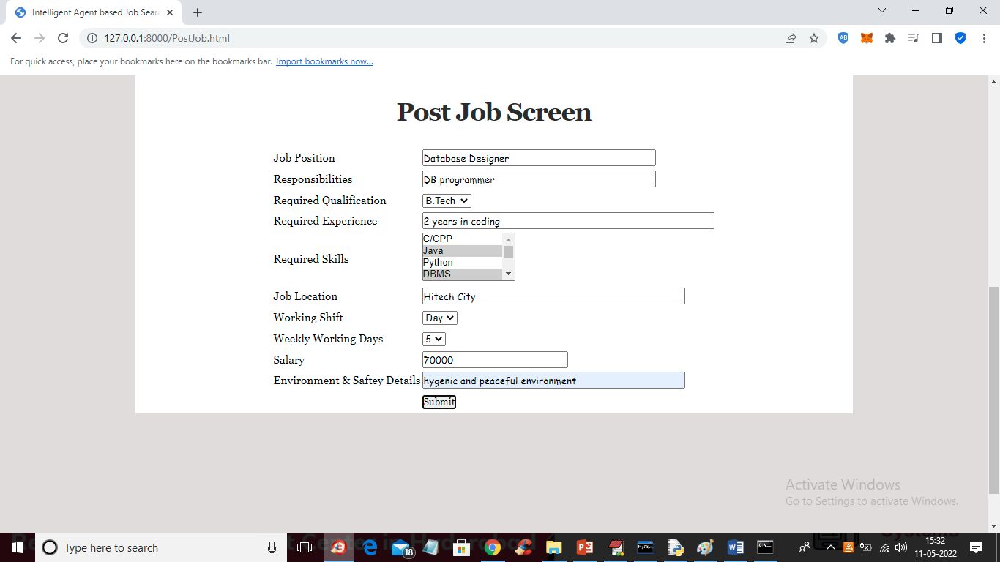 Intelligent Agent based Job Sear
127.0.0.1:8000/PostJob.html
AB
For quick access, place your bookmarks here on the bookmarks bar. Import bookmarks now...
Post Job Screen
Job Position Database Designer
Responsibilities DB programmer
Required Qualification B.Tech
Required Experience 2 years in coding
C/CPP
Java
Required Skills
Python
DBMS
Job Location Hitech City
Working Shift Day
Weekly Working Days 5
Salary 70000
Environment & Saftey Details hygenic and peaceful environment
Submit
Activate Windows
Go to Settings to activate Windows.
Type here to search
18
MySQL
15:32
11-05-2022